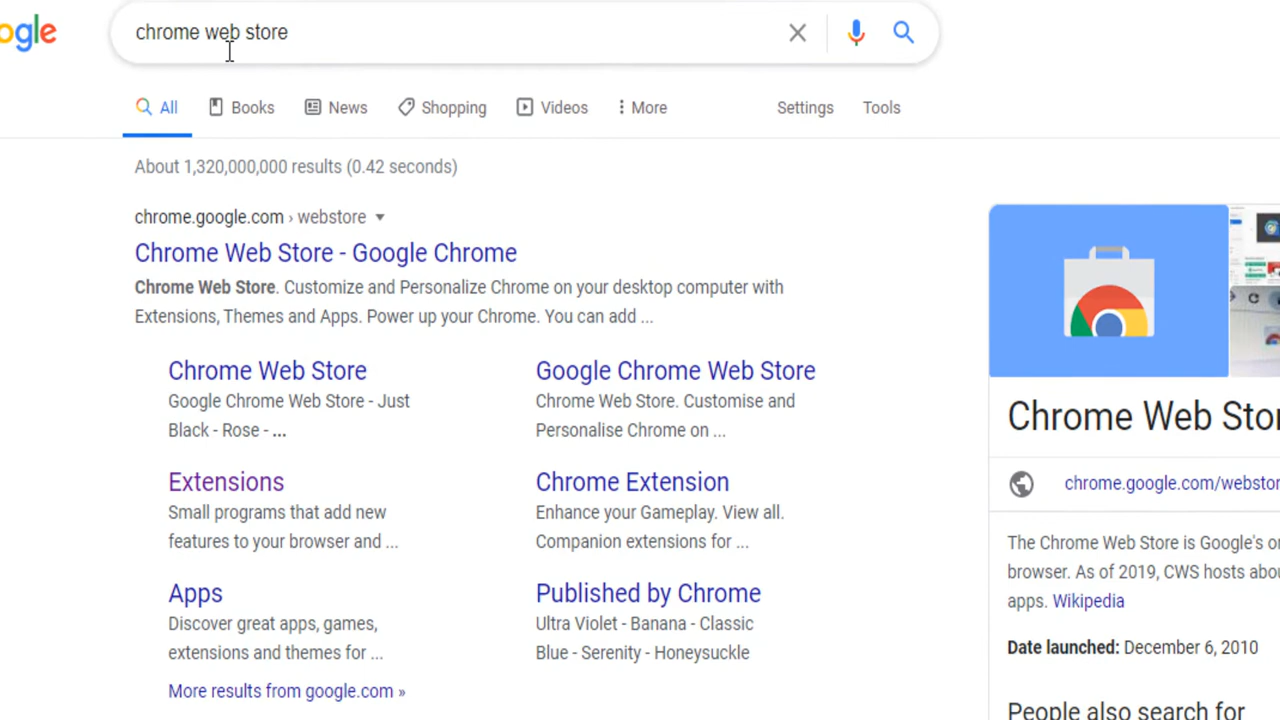 ogle
chrome web store
All Books News Shopping Videos More Settings Tools
About 1,320,000,000 results (0.42 seconds)
chrome.google.com › webstore
Chrome Web Store - Google Chrome
Chrome Web Store. Customize and Personalize Chrome on your desktop computer with
Extensions, Themes and Apps. Power up your Chrome. You can add ...
Chrome Web Store
Google Chrome Web Store - Just
Black - Rose - ...
Google Chrome Web Store
Chrome Web Store. Customise and
Personalise Chrome on ...
Extensions
Small programs that add new
features to your browser and ...
Chrome Extension
Enhance your Gameplay. View all.
Companion extensions for ...
Apps
Discover great apps, games,
extensions and themes for ...
Published by Chrome
Ultra Violet - Banana - Classic
Blue - Serenity - Honeysuckle
More results from google.com »
Chrome Web Stor
chrome.google.com/webstor
The Chrome Web Store is Google's o
browser. As of 2019, CWS hosts abo
apps. Wikipedia
Date launched: December 6, 2010
People also search for